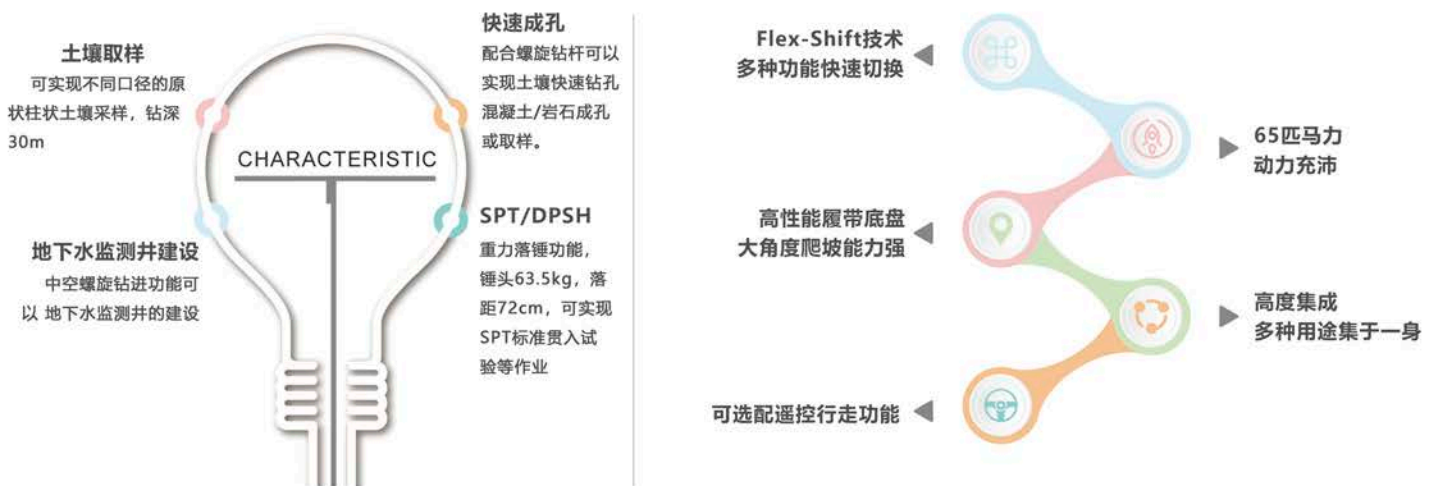 土壤取样
可实现不同口径的原
状柱状土壤采样，钻深
30m
地下水监测井建设
中空螺旋钻进功能可
以 地下水监测井的建设
CHARACTERISTIC
快速成孔
配合螺旋钻杆可以
实现土壤快速钻孔
混凝土/岩石成孔
或取样。
SPT/DPSH
重力落锤功能，
锤头63.5kg，落
距72cm，可实现
SPT标准贯入试
验等作业
Flex-Shift技术
多种功能快速切换
65匹马力
动力充沛
高性能履带底盘
大角度爬坡能力强
高度集成
多种用途集于一身
可选配遥控行走功能